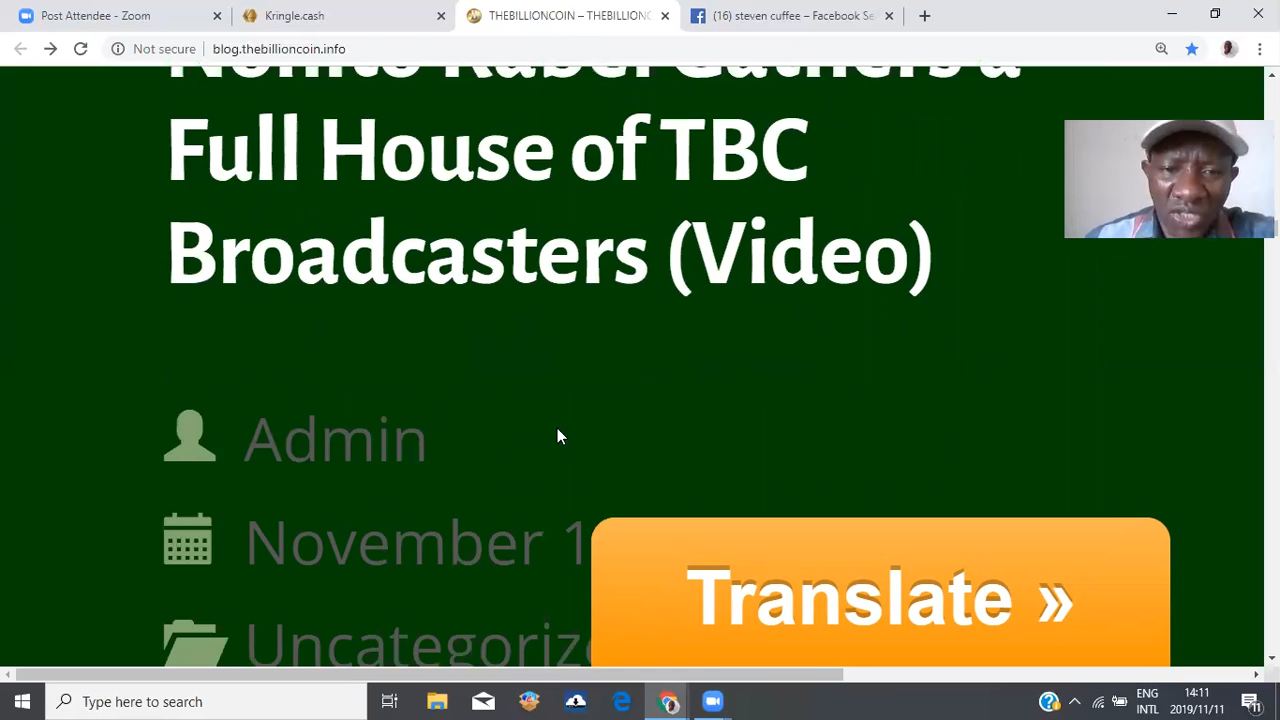 Post Attendee - Zoom
Kringle.cash
THEBILLIONCOIN – THEBILLIONC
(16) steven cuffee – Facebook Se
Not secure
blog.thebillioncoin.info
Full House of TBC
Broadcasters (Video)
Admin
November 1
Translate »
Uncategorize
Type here to search
ENG
INTL
14:11
2019/11/11
11